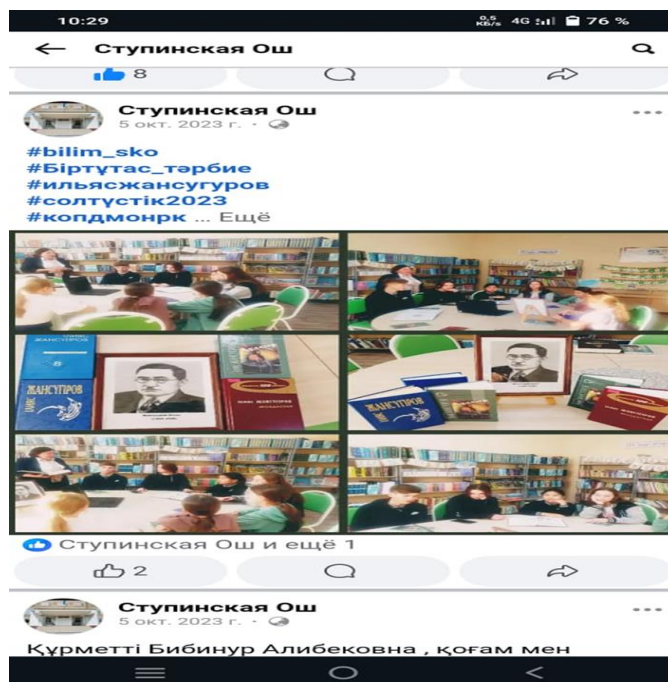 10:29
0,5 КБ/s 4G 76 %
Ступинская Ош
8
Ступинская Ош
5 окт. 2023 г.
#bilim_sko
#Біртұтас_тәрбие
#ильясжансугуров
#солтүстік2023
#копдмонрк ... Ещё
ЖАНСҮГІРОВ
ЖАНСҮГІРОВ
Ступинская Ош и ещё 1
2
Ступинская Ош
5 окт. 2023 г.
Құрметті Бибинур Алибековна , қоғам мен